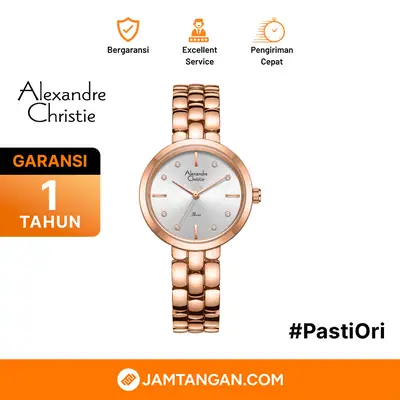 Bergaransi
Excellent
Service
Pengiriman
Cepat
Alexandre
Christie
GARANSI
1
TAHUN
Alexandre
Christie
#PastiOri
JAMTANGAN.COM